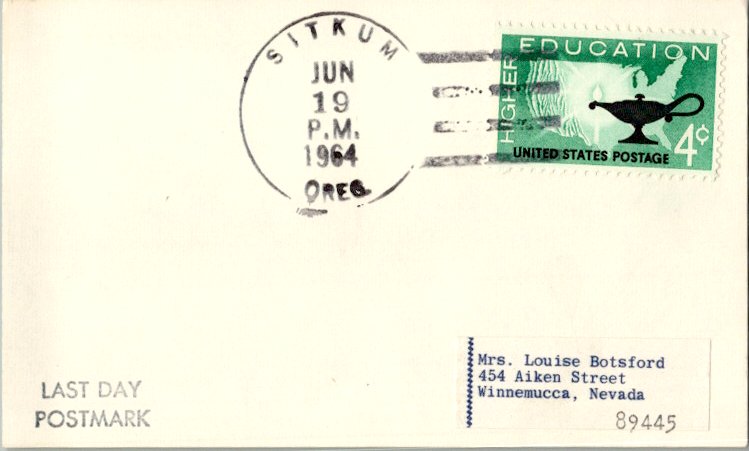 SITKUM
JUN
19
P.M.
1964
OREG
HIGHER
EDUCATION
4¢
UNITED STATES POSTAGE
Mrs. Louise Botsford
454 Aiken Street
Winnemucca, Nevada
89445
LAST DAY
POSTMARK